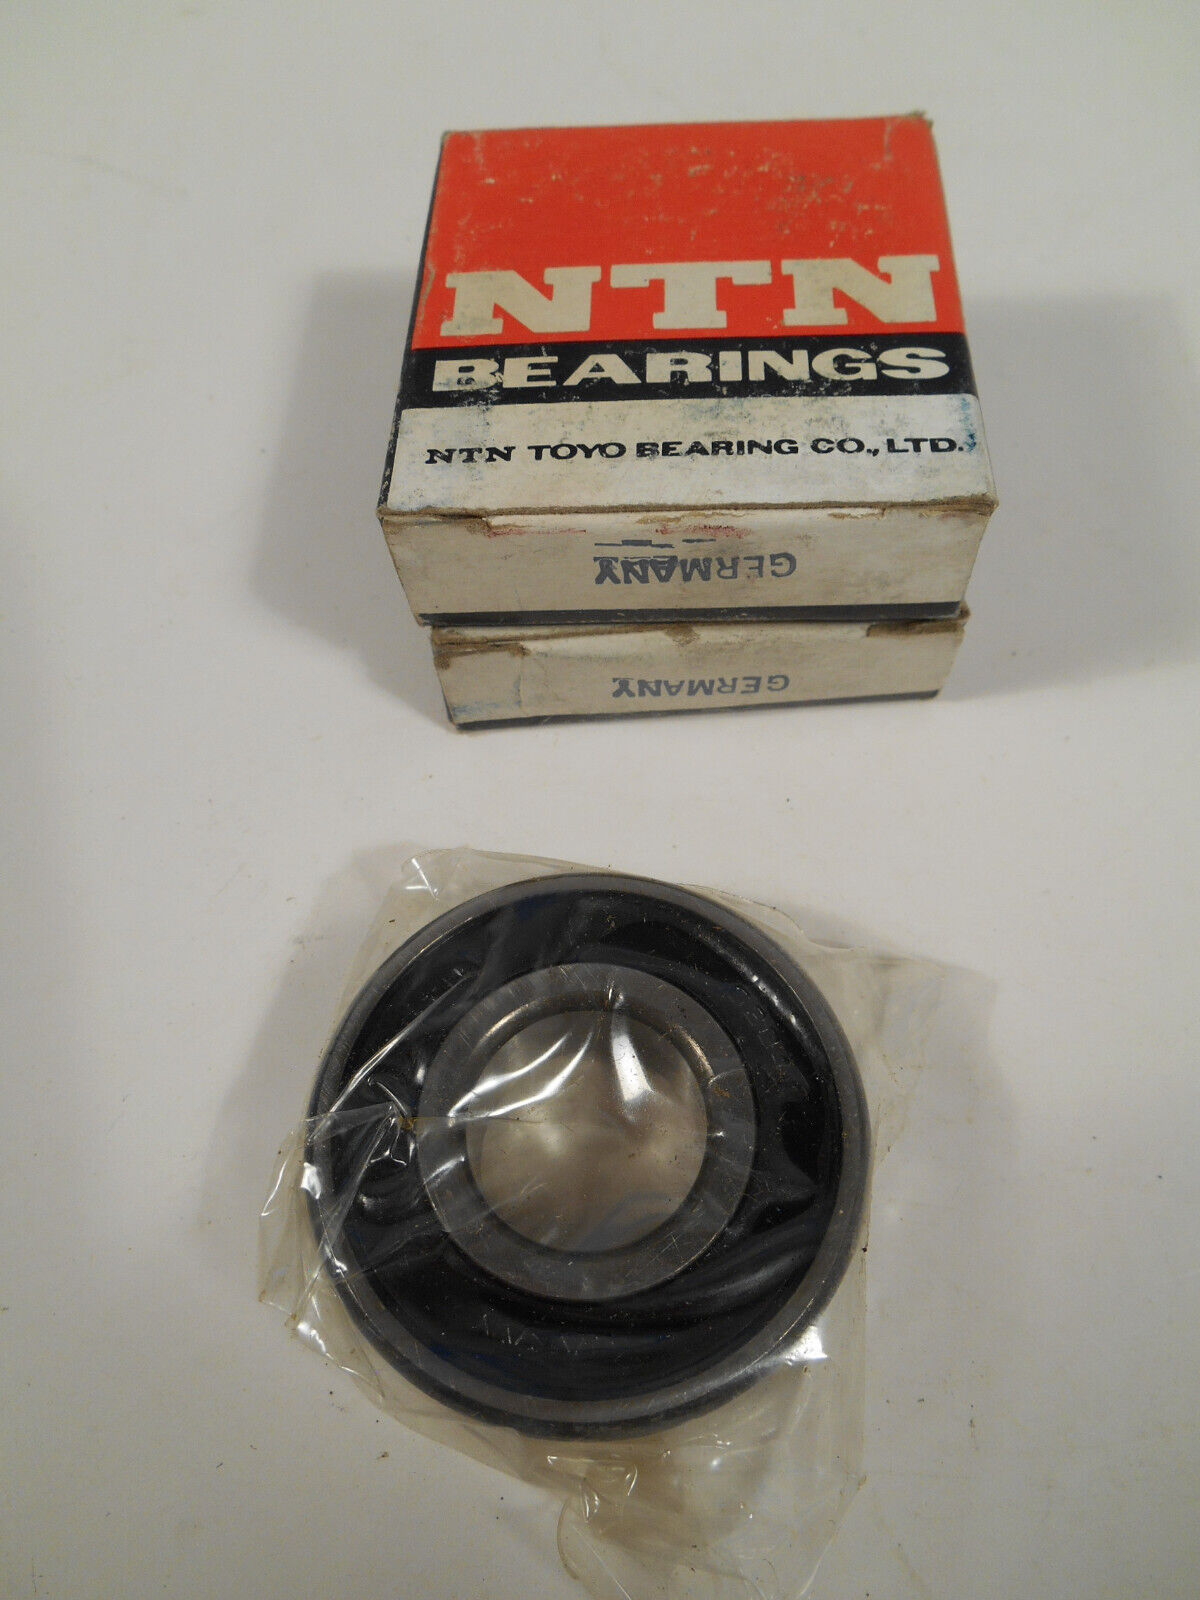 NTN
BEARINGS
NTN TOYO BEARING CO., LTD.
GERMANY
GERMANY